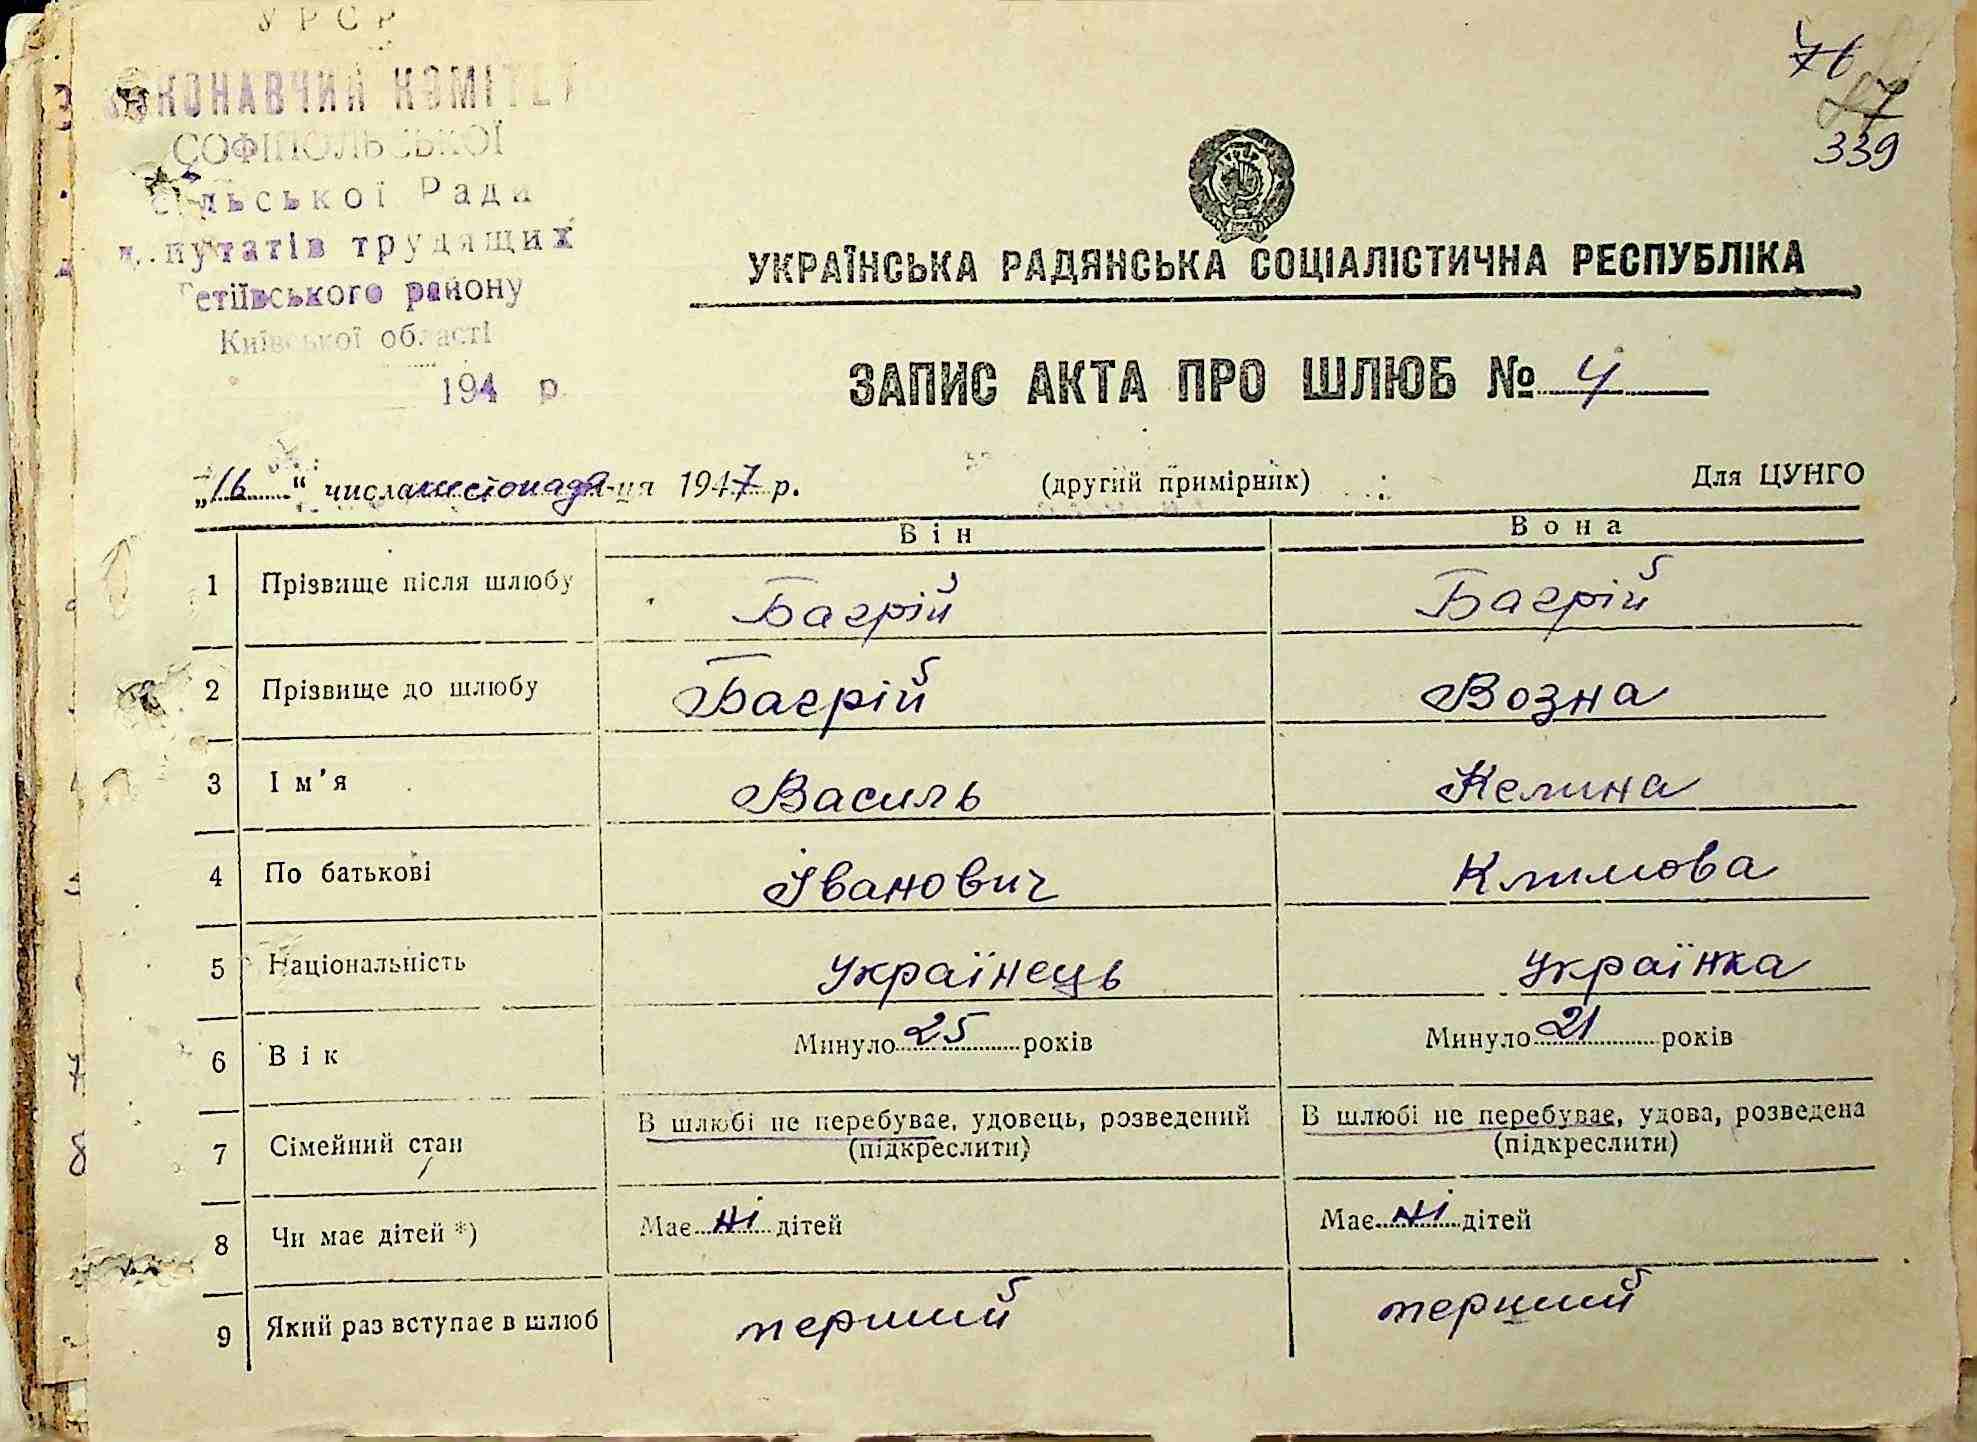 УРСР
ВИКОНАВЧИЙ КОМІТЕТ
СОФІПОЛЬСЬКОЇ
сільської Ради
депутатів трудящих
Тетіївського району
Київської області
194 р.
76
339
УКРАЇНСЬКА РАДЯНСЬКА СОЦІАЛІСТИЧНА РЕСПУБЛІКА
ЗАПИС АКТА ПРО ШЛЮБ № 4
„16“ числа листопада м-ця 1947 р. (другий примірник) Для ЦУНГО
Він Вона
1 Прізвище після шлюбу Багрій Багрій
2 Прізвище до шлюбу Багрій Возна
3 Ім’я Василь Келина
4 По батькові Іванович Климова
5 Національність українець українка
6 Вік Минуло 25 років Минуло 21 років
7 Сімейний стан В шлюбі не перебуває, удовець, розведений (підкреслити) В шлюбі не перебуває, удова, розведена (підкреслити)
8 Чи має дітей *) Має ні дітей Має ні дітей
9 Який раз вступає в шлюб перший перший